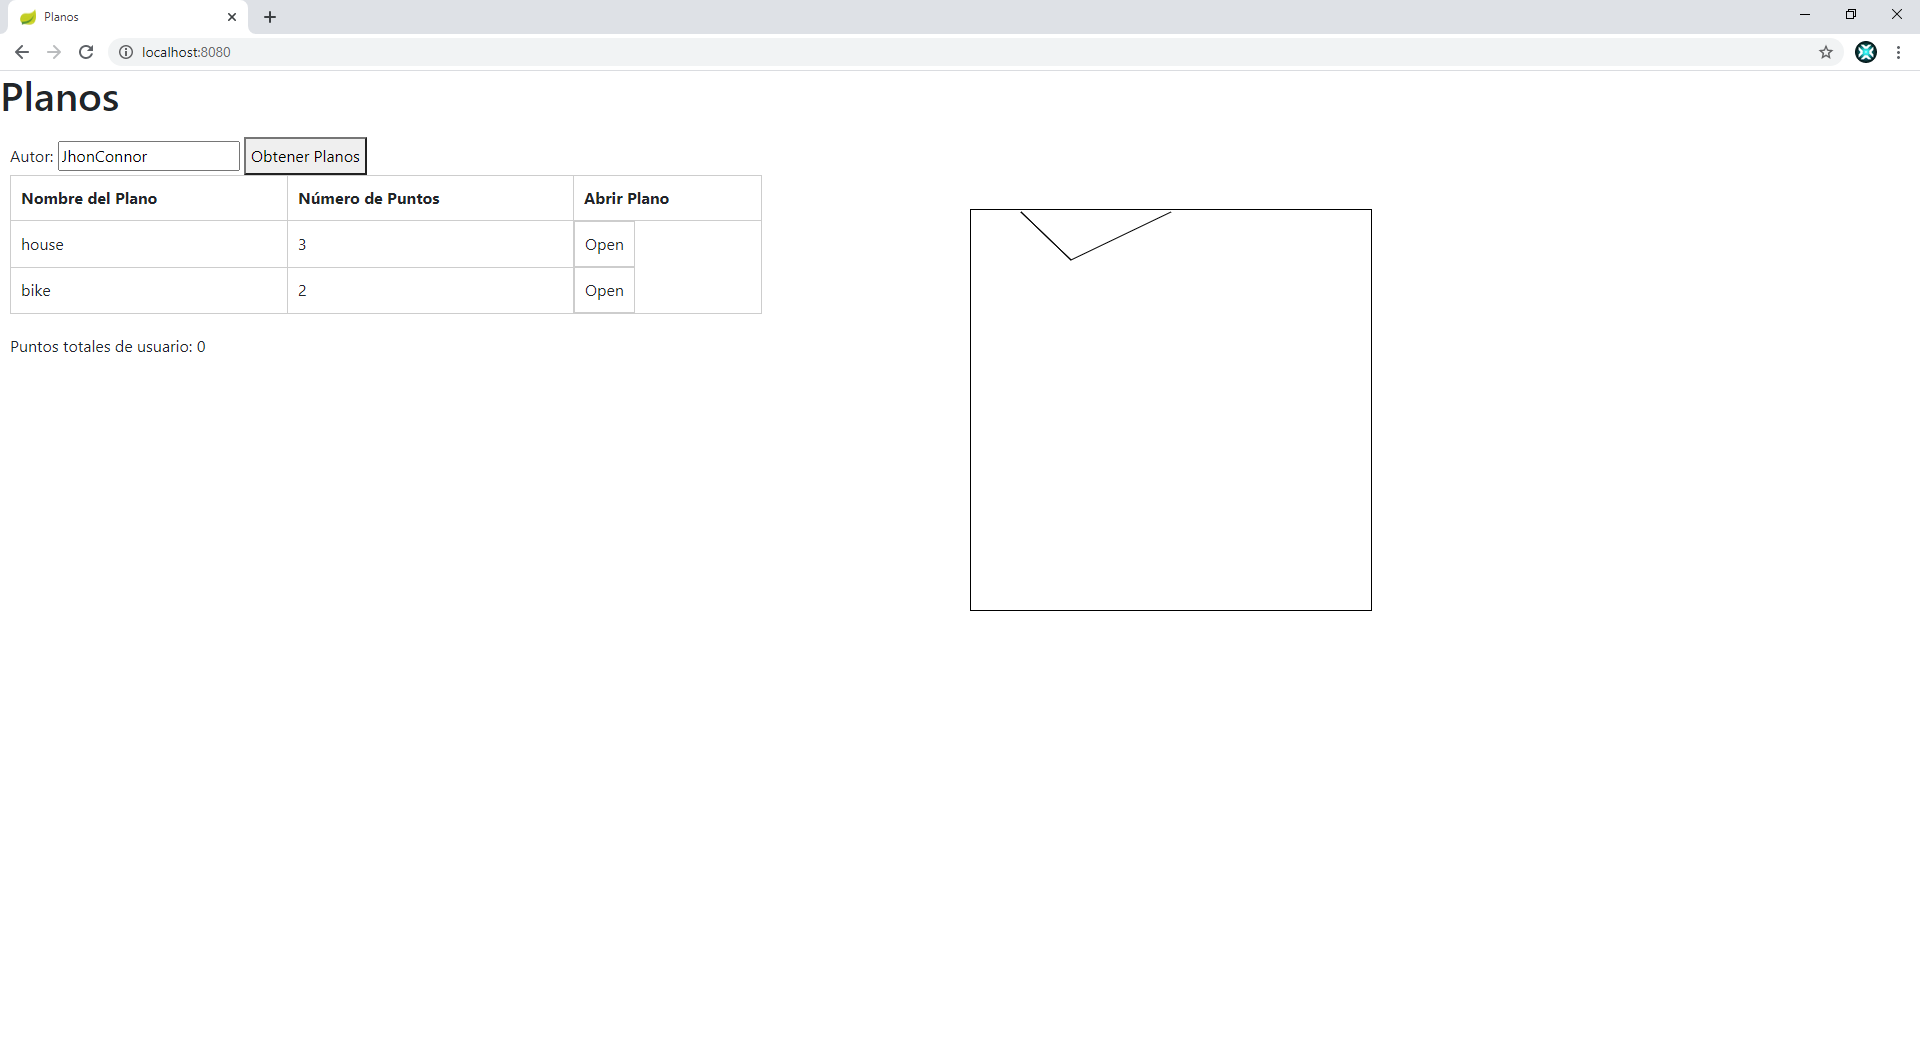 Planos
localhost:8080
Planos
Autor: JhonConnor Obtener Planos
Nombre del Plano Número de Puntos Abrir Plano
house 3 Open
bike 2 Open
Puntos totales de usuario: 0